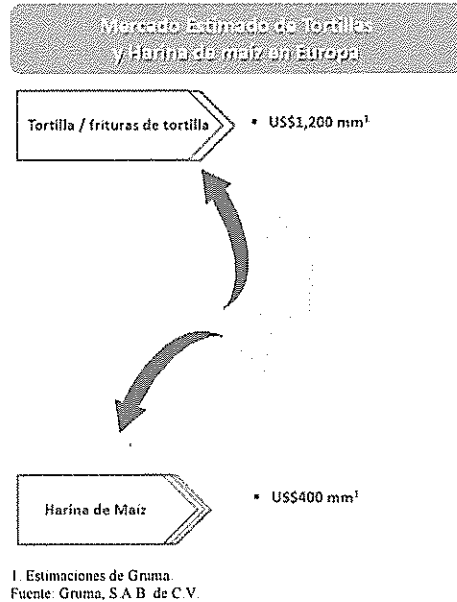 Mercado Estimado de Tortillas
y Harina de maíz en Europa
Tortilla / frituras de tortilla
▪ US$1,200 mm¹
Harina de Maíz
▪ US$400 mm¹
1. Estimaciones de Gruma.
Fuente: Gruma, S.A.B. de C.V.